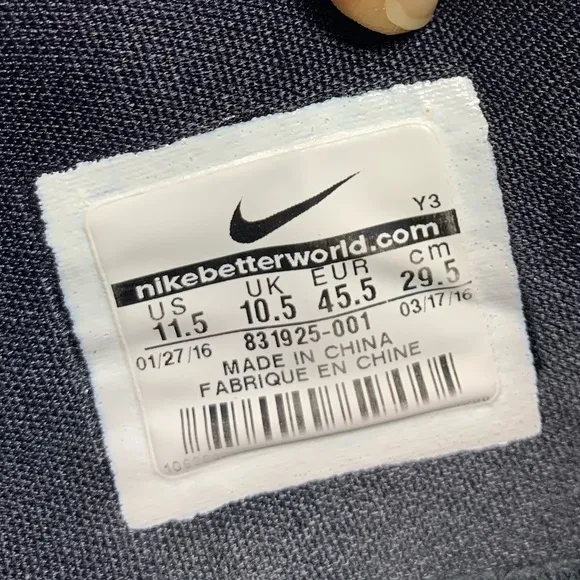 Y3
nikebetterworld.com
US UK EUR cm
11.5 10.5 45.5 29.5
01/27/16 831925-001 03/17/16
MADE IN CHINA
FABRIQUE EN CHINE